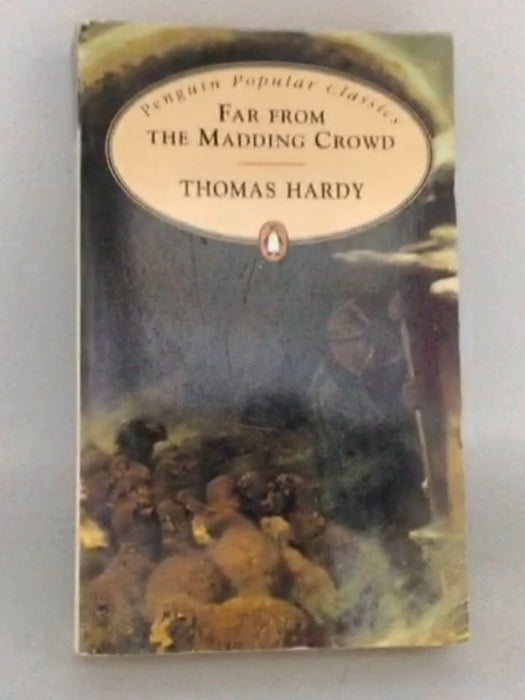 Penguin Popular Classics
FAR FROM
THE MADDING CROWD
THOMAS HARDY